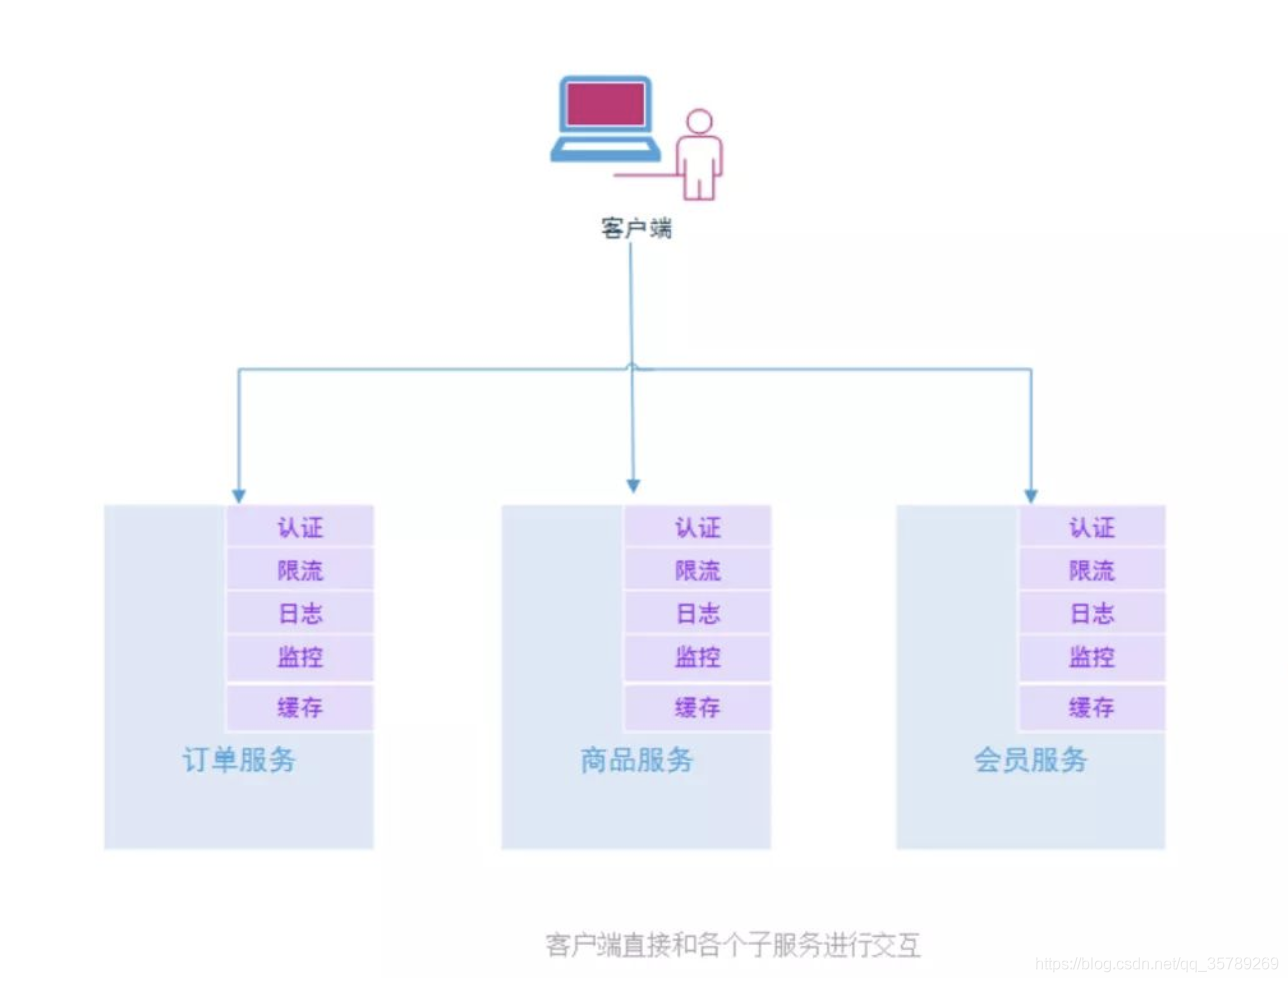 客户端
认证
限流
日志
监控
缓存
订单服务
认证
限流
日志
监控
缓存
商品服务
认证
限流
日志
监控
缓存
会员服务
客户端直接和各个子服务进行交互
https://blog.csdn.net/qq_35789269